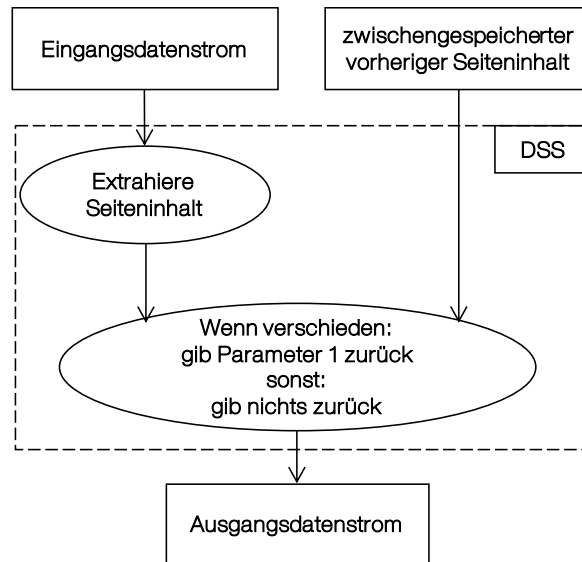 Eingangsdatenstrom
zwischengespeicherter
vorheriger Seiteninhalt
DSS
Extrahiere
Seiteninhalt
Wenn verschieden:
gib Parameter 1 zurück
sonst:
gib nichts zurück
Ausgangsdatenstrom